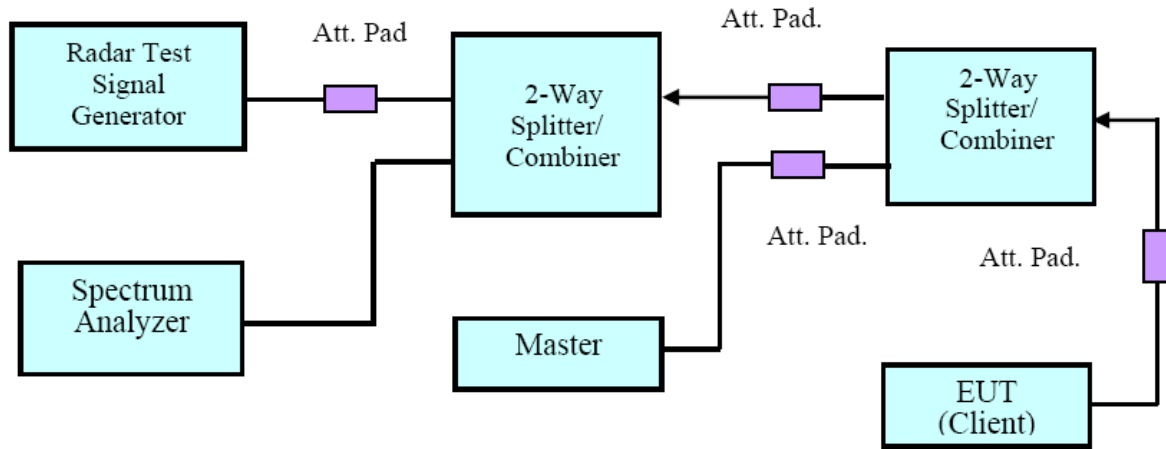 Radar Test
Signal
Generator
Att. Pad
2-Way
Splitter/
Combiner
Att. Pad.
2-Way
Splitter/
Combiner
Att. Pad.
Att. Pad.
Spectrum
Analyzer
Master
EUT
(Client)